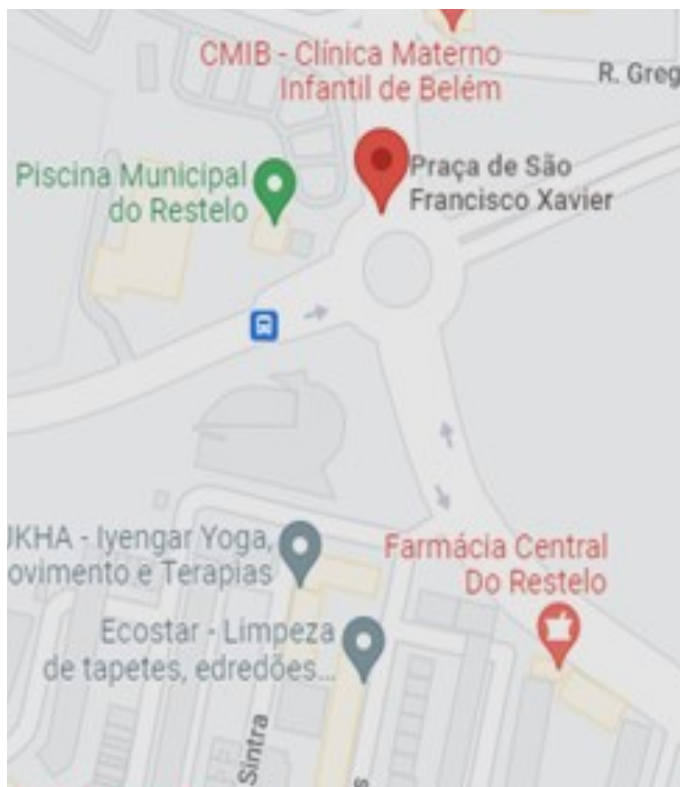 CMIB - Clínica Materno
Infantil de Belém
R. Greg
Piscina Municipal
do Restelo
Praça de São
Francisco Xavier
JKHA - Iyengar Yoga,
ovimento e Terapias
Farmácia Central
Do Restelo
Ecostar - Limpeza
de tapetes, edredões...
Sintra
s